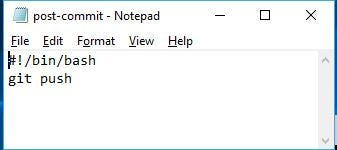 post-commit - Notepad
File Edit Format View Help
#!/bin/bash
git push